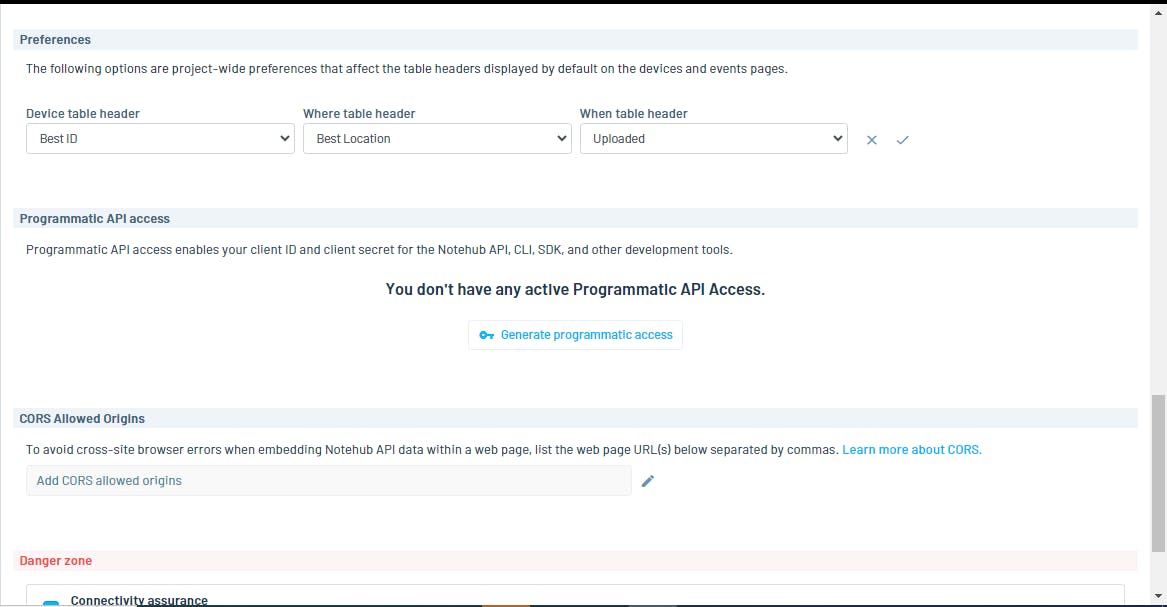 Preferences
The following options are project-wide preferences that affect the table headers displayed by default on the devices and events pages.
Device table header Where table header When table header
Best ID Best Location Uploaded
Programmatic API access
Programmatic API access enables your client ID and client secret for the Notehub API, CLI, SDK, and other development tools.
You don't have any active Programmatic API Access.
Generate programmatic access
CORS Allowed Origins
To avoid cross-site browser errors when embedding Notehub API data within a web page, list the web page URL(s) below separated by commas. Learn more about CORS.
Add CORS allowed origins
Danger zone
Connectivity assurance